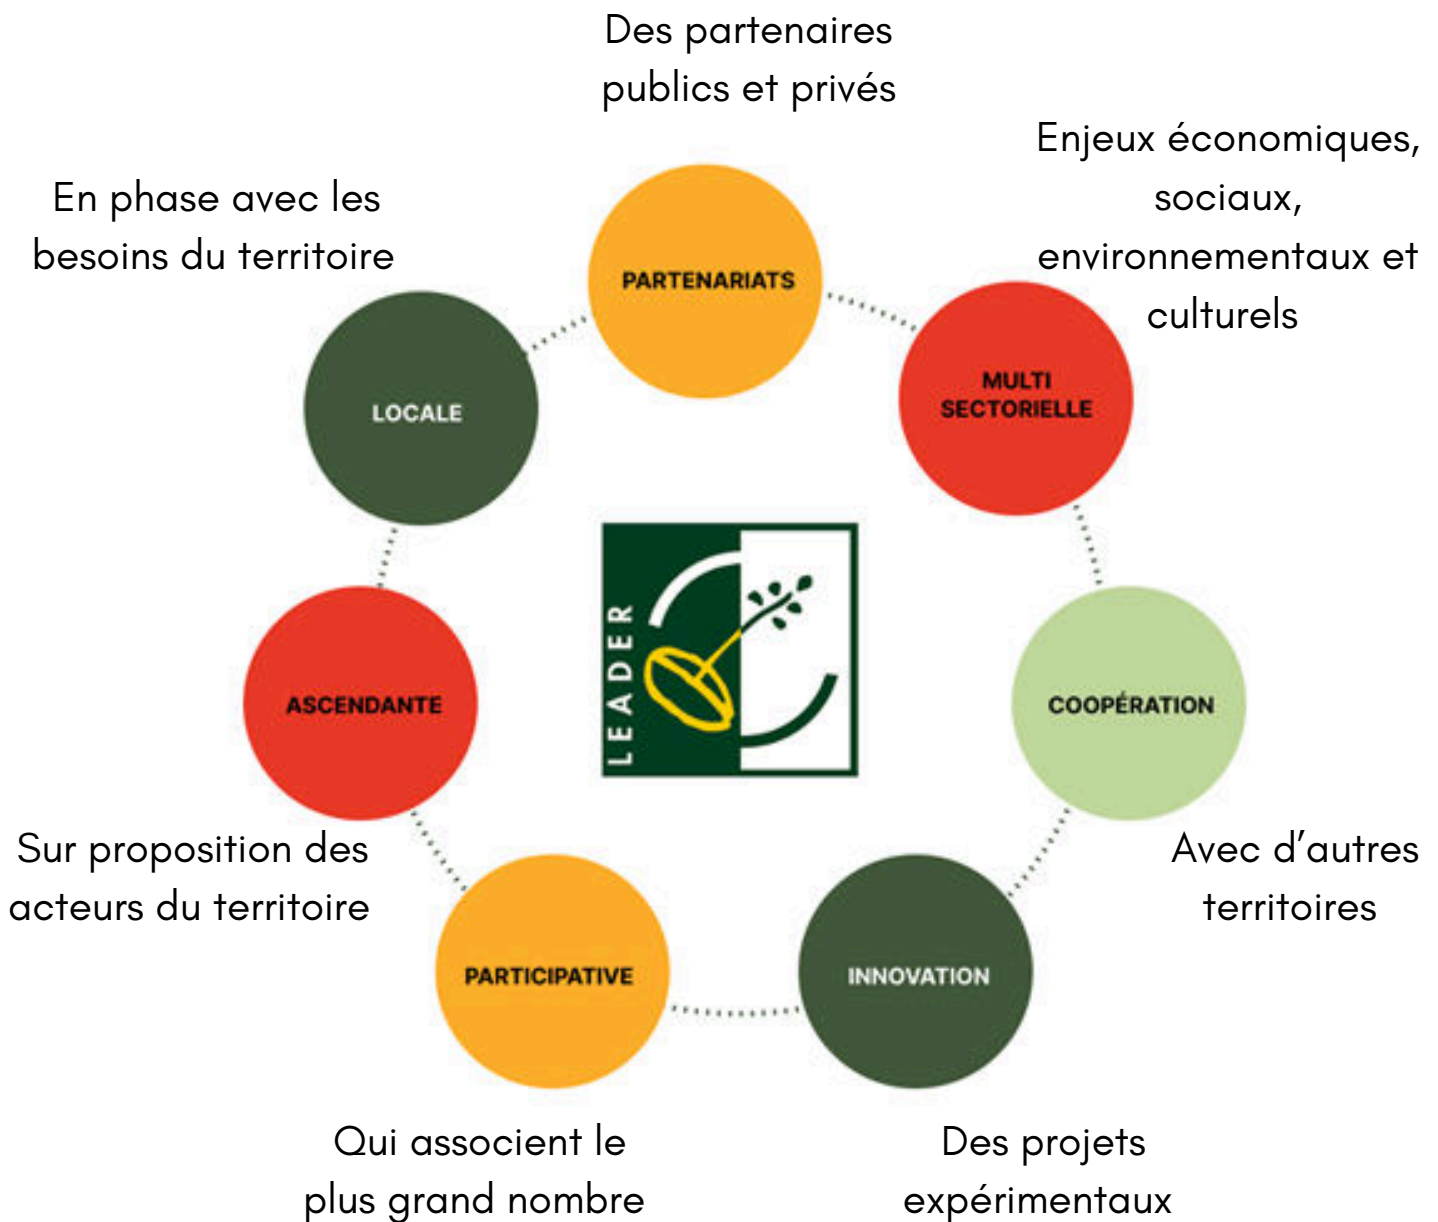 Des partenaires
publics et privés
Enjeux économiques,
sociaux,
environnementaux et
culturels
En phase avec les
besoins du territoire
PARTENARIATS
MULTI
SECTORIELLE
LOCALE
LEADER
ASCENDANTE
COOPÉRATION
Sur proposition des
acteurs du territoire
Avec d’autres
territoires
PARTICIPATIVE
INNOVATION
Qui associent le
plus grand nombre
Des projets
expérimentaux